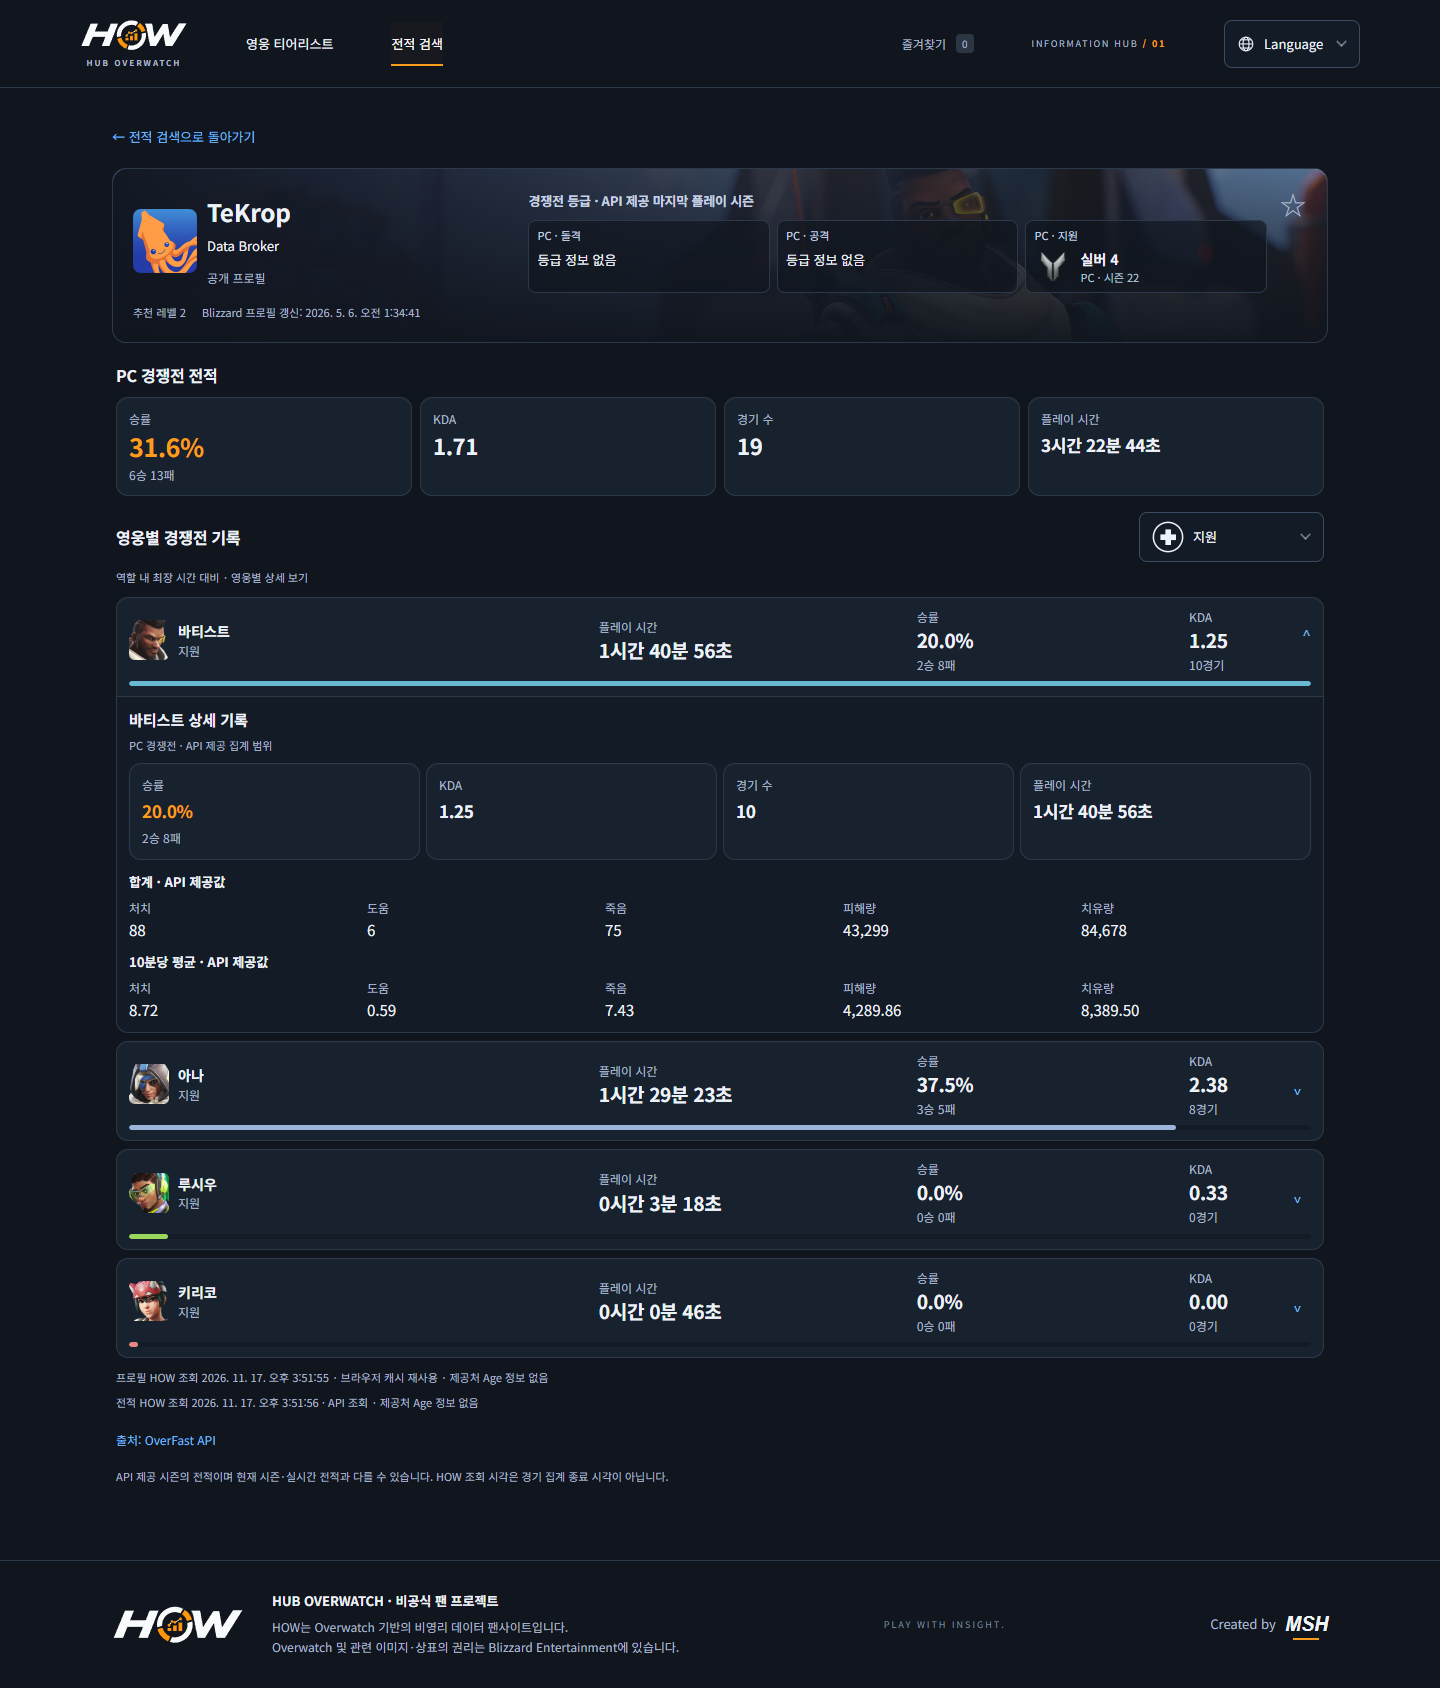 HOW
HUB OVERWATCH
영웅 티어리스트
전적 검색
즐겨찾기 0
INFORMATION HUB / 01
Language
← 전적 검색으로 돌아가기
TeKrop
Data Broker
공개 프로필
추천 레벨 2 Blizzard 프로필 갱신: 2026. 5. 6. 오전 1:34:41
경쟁전 등급 · API 제공 마지막 플레이 시즌
PC · 돌격
등급 정보 없음
PC · 공격
등급 정보 없음
PC · 지원
실버 4
PC · 시즌 22
PC 경쟁전 전적
승률
31.6%
6승 13패
KDA
1.71
경기 수
19
플레이 시간
3시간 22분 44초
영웅별 경쟁전 기록
지원
역할 내 최장 시간 대비 · 영웅별 상세 보기
바티스트
지원
플레이 시간
1시간 40분 56초
승률
20.0%
2승 8패
KDA
1.25
10경기
바티스트 상세 기록
PC 경쟁전 · API 제공 집계 범위
승률
20.0%
2승 8패
KDA
1.25
경기 수
10
플레이 시간
1시간 40분 56초
합계 · API 제공값
처치 도움 죽음 피해량 치유량
88 6 75 43,299 84,678
10분당 평균 · API 제공값
처치 도움 죽음 피해량 치유량
8.72 0.59 7.43 4,289.86 8,389.50
아나
지원
플레이 시간
1시간 29분 23초
승률
37.5%
3승 5패
KDA
2.38
8경기
루시우
지원
플레이 시간
0시간 3분 18초
승률
0.0%
0승 0패
KDA
0.33
0경기
키리코
지원
플레이 시간
0시간 0분 46초
승률
0.0%
0승 0패
KDA
0.00
0경기
프로필 HOW 조회 2026. 11. 17. 오후 3:51:55 · 브라우저 캐시 재사용 · 제공처 Age 정보 없음
전적 HOW 조회 2026. 11. 17. 오후 3:51:56 · API 조회 · 제공처 Age 정보 없음
출처: OverFast API
API 제공 시즌의 전적이며 현재 시즌·실시간 전적과 다를 수 있습니다. HOW 조회 시각은 경기 집계 종료 시각이 아닙니다.
HOW
HUB OVERWATCH · 비공식 팬 프로젝트
HOW는 Overwatch 기반의 비영리 데이터 팬사이트입니다.
Overwatch 및 관련 이미지·상표의 권리는 Blizzard Entertainment에 있습니다.
PLAY WITH INSIGHT.
Created by MSH